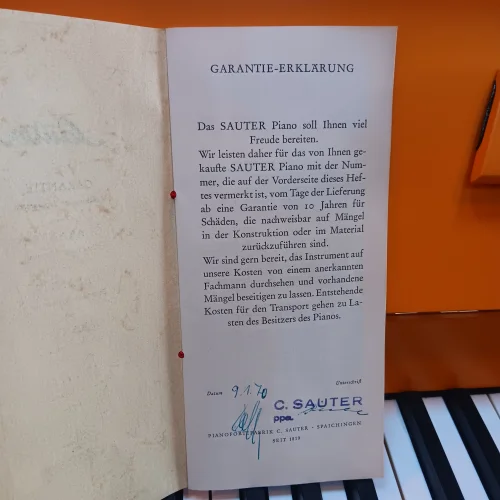 GARANTIE-ERKLÄRUNG
Das SAUTER Piano soll Ihnen viel
Freude bereiten.
Wir leisten daher für das von Ihnen ge-
kaufte SAUTER Piano mit der Num-
mer, die auf der Vorderseite dieses Hef-
tes vermerkt ist, vom Tage der Lieferung
ab eine Garantie von 10 Jahren für
Schäden, die nachweisbar auf Mängel
in der Konstruktion oder im Material
zurückzuführen sind.
Wir sind gern bereit, das Instrument auf
unsere Kosten von einem anerkannten
Fachmann durchsehen und vorhandene
Mängel beseitigen zu lassen. Entstehende
Kosten für den Transport gehen zu La-
sten des Besitzers des Pianos.
Datum 9.1.70 Unterschrift
C. SAUTER
ppa.
PIANOFORTEFABRIK C. SAUTER · SPAICHINGEN
SEIT 1819